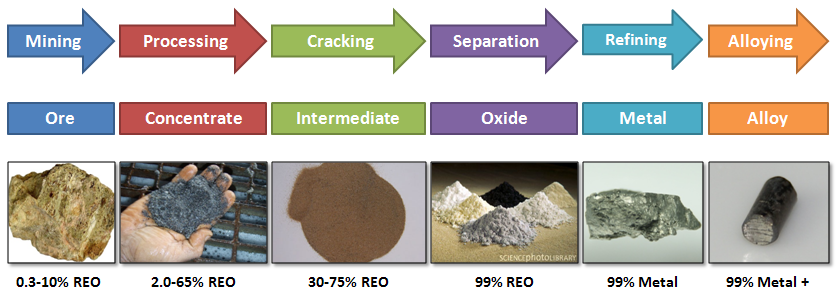 Mining Processing Cracking Separation Refining Alloying
Ore Concentrate Intermediate Oxide Metal Alloy
SCIENCEphotoLIBRARY
0.3-10% REO 2.0-65% REO 30-75% REO 99% REO 99% Metal 99% Metal +